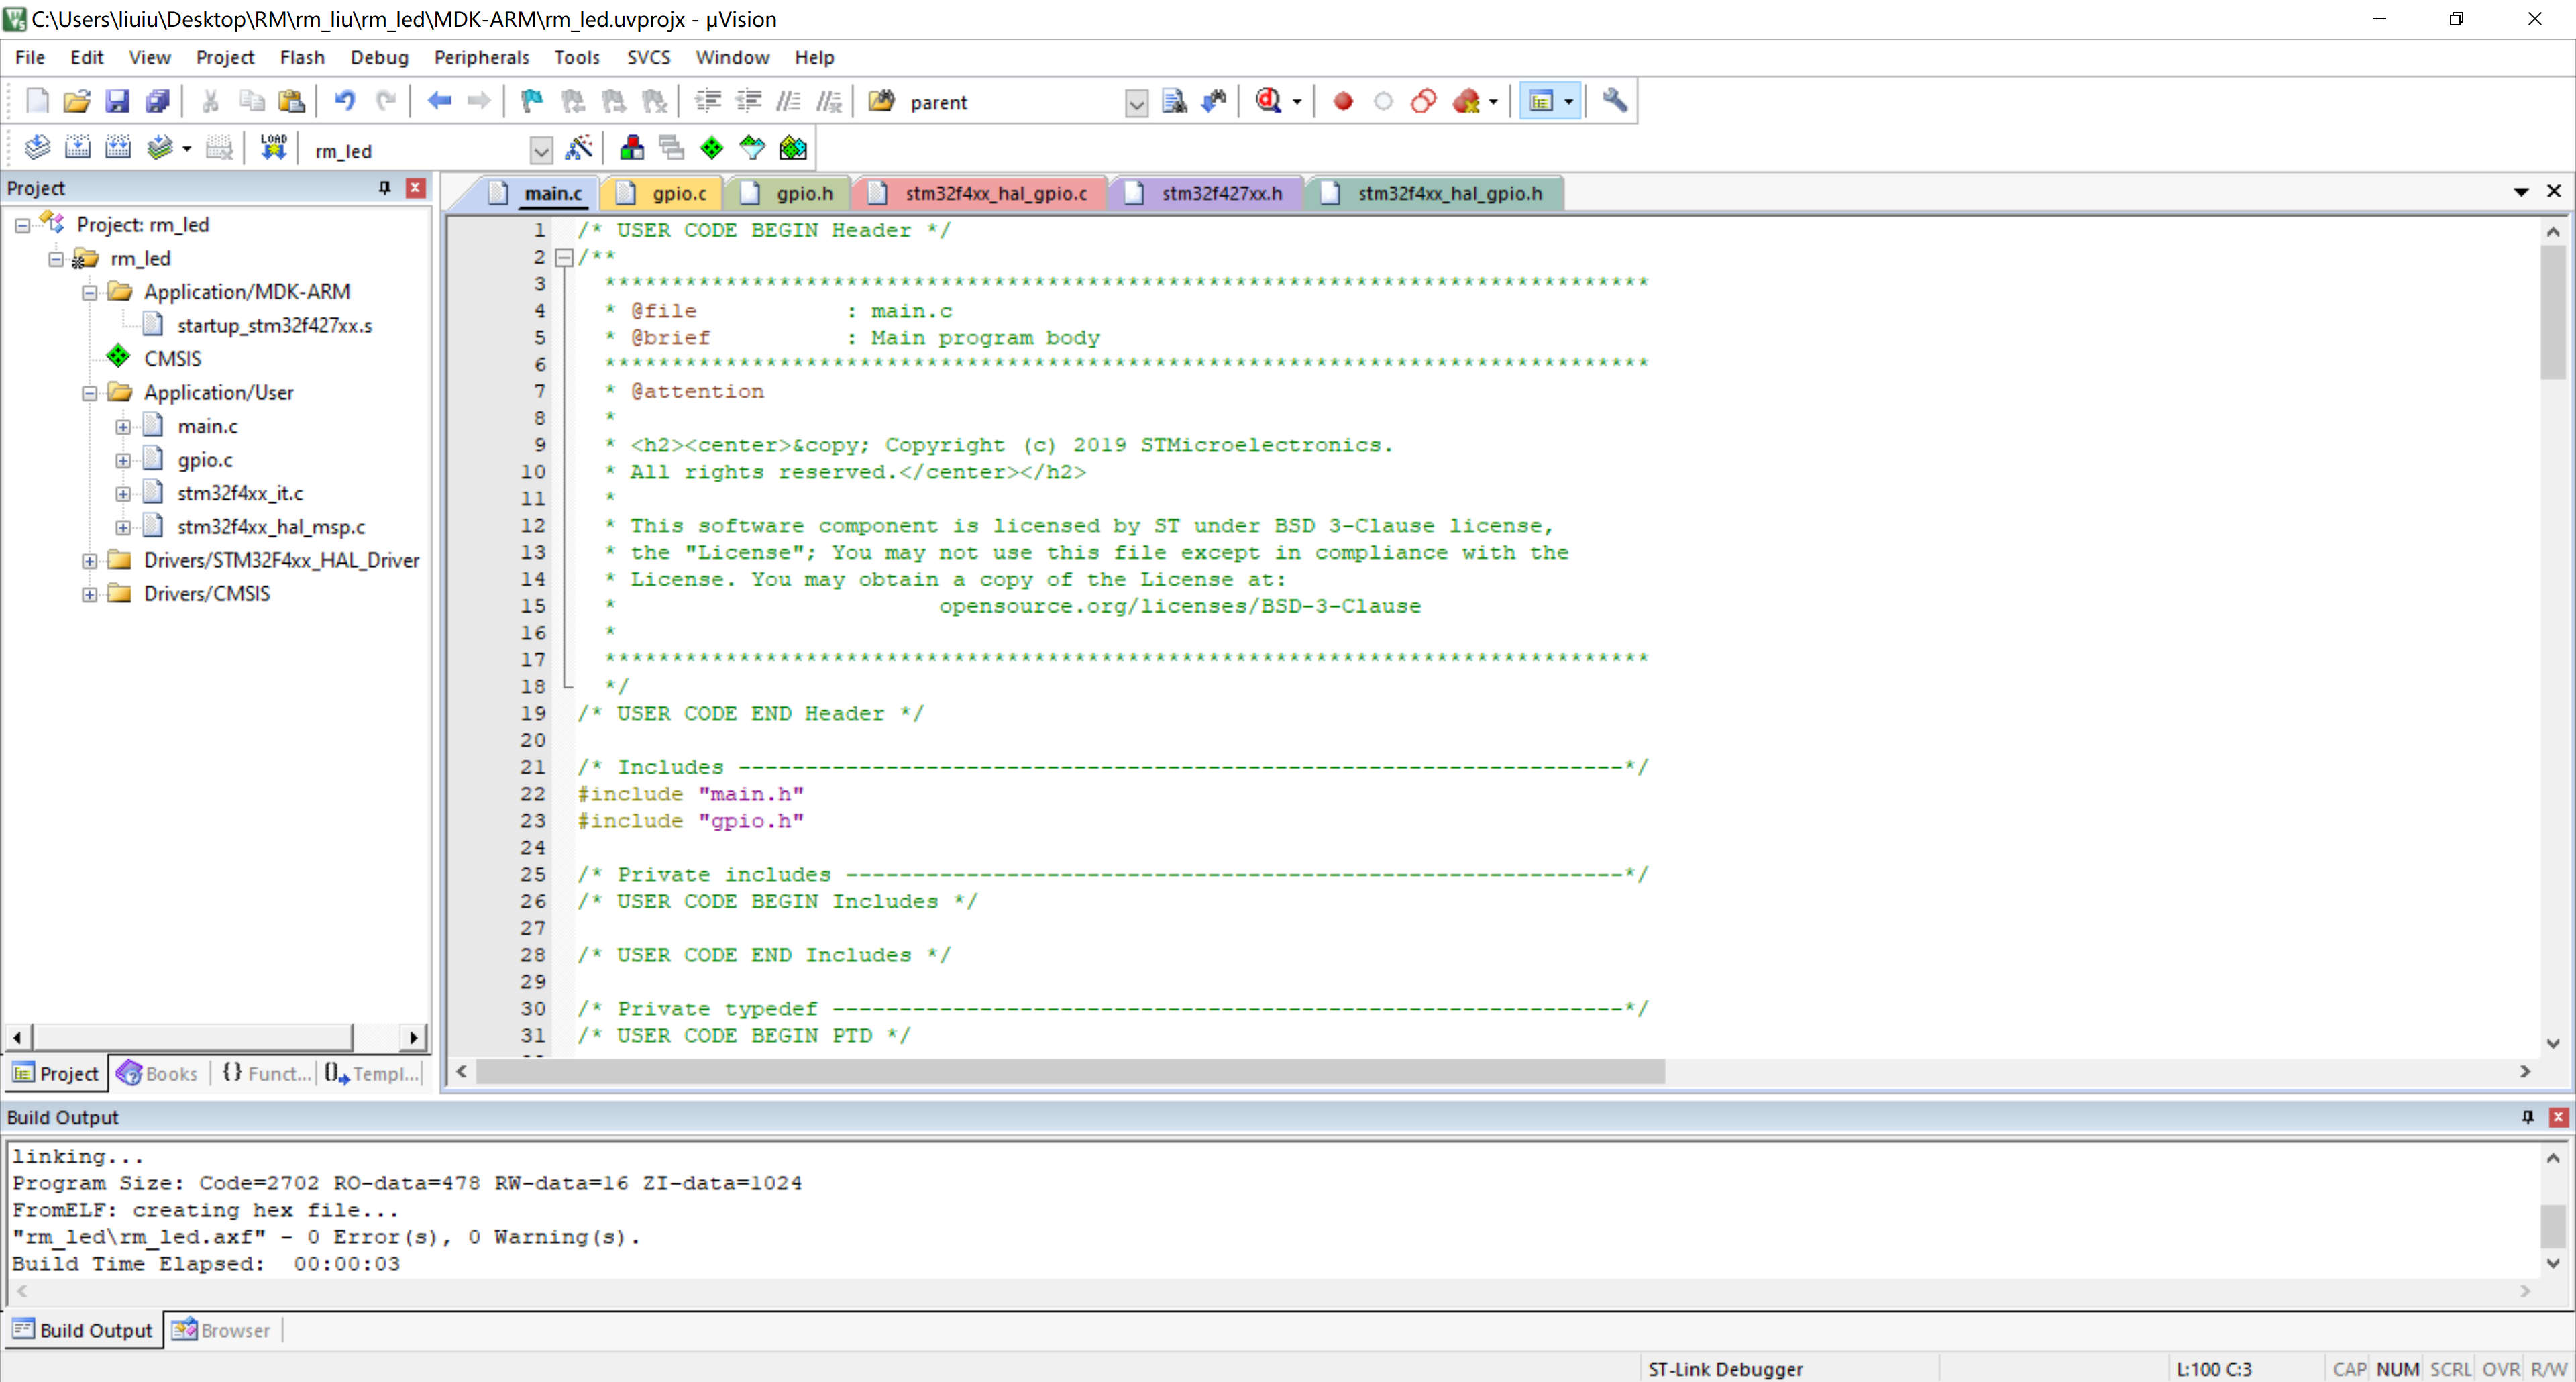 C:\Users\liuiu\Desktop\RM\rm_liu\rm_led\MDK-ARM\rm_led.uvprojx - µVision
File Edit View Project Flash Debug Peripherals Tools SVCS Window Help
parent
LOAD
rm_led
Project
Project: rm_led
rm_led
Application/MDK-ARM
startup_stm32f427xx.s
CMSIS
Application/User
main.c
gpio.c
stm32f4xx_it.c
stm32f4xx_hal_msp.c
Drivers/STM32F4xx_HAL_Driver
Drivers/CMSIS
Project Books {} Funct... Templ...
main.c gpio.c gpio.h stm32f4xx_hal_gpio.c stm32f427xx.h stm32f4xx_hal_gpio.h
1 /* USER CODE BEGIN Header */
2 /**
3 ******************************************************************************
4 * @file : main.c
5 * @brief : Main program body
6 ******************************************************************************
7 * @attention
8 *
9 * <h2><center>&copy; Copyright (c) 2019 STMicroelectronics.
10 * All rights reserved.</center></h2>
11 *
12 * This software component is licensed by ST under BSD 3-Clause license,
13 * the "License"; You may not use this file except in compliance with the
14 * License. You may obtain a copy of the License at:
15 * opensource.org/licenses/BSD-3-Clause
16 *
17 ******************************************************************************
18 */
19 /* USER CODE END Header */
20
21 /* Includes ------------------------------------------------------------------*/
22 #include "main.h"
23 #include "gpio.h"
24
25 /* Private includes ----------------------------------------------------------*/
26 /* USER CODE BEGIN Includes */
27
28 /* USER CODE END Includes */
29
30 /* Private typedef -----------------------------------------------------------*/
31 /* USER CODE BEGIN PTD */
Build Output
linking...
Program Size: Code=2702 RO-data=478 RW-data=16 ZI-data=1024
FromELF: creating hex file...
"rm_led\rm_led.axf" - 0 Error(s), 0 Warning(s).
Build Time Elapsed:  00:00:03
Build Output Browser
ST-Link Debugger L:100 C:3 CAP NUM SCRL OVR R/W